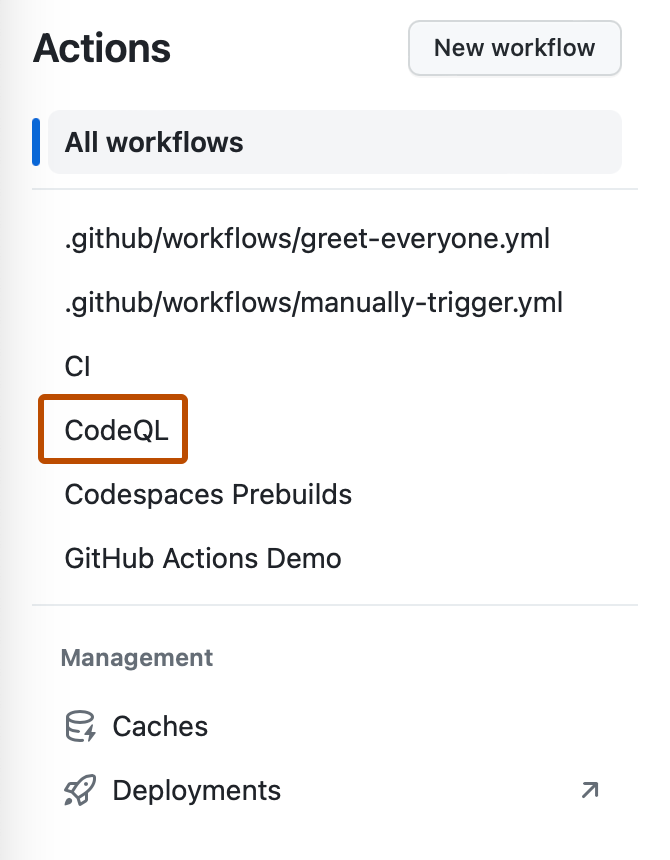 Actions
New workflow
All workflows
.github/workflows/greet-everyone.yml
.github/workflows/manually-trigger.yml
CI
CodeQL
Codespaces Prebuilds
GitHub Actions Demo
Management
Caches
Deployments